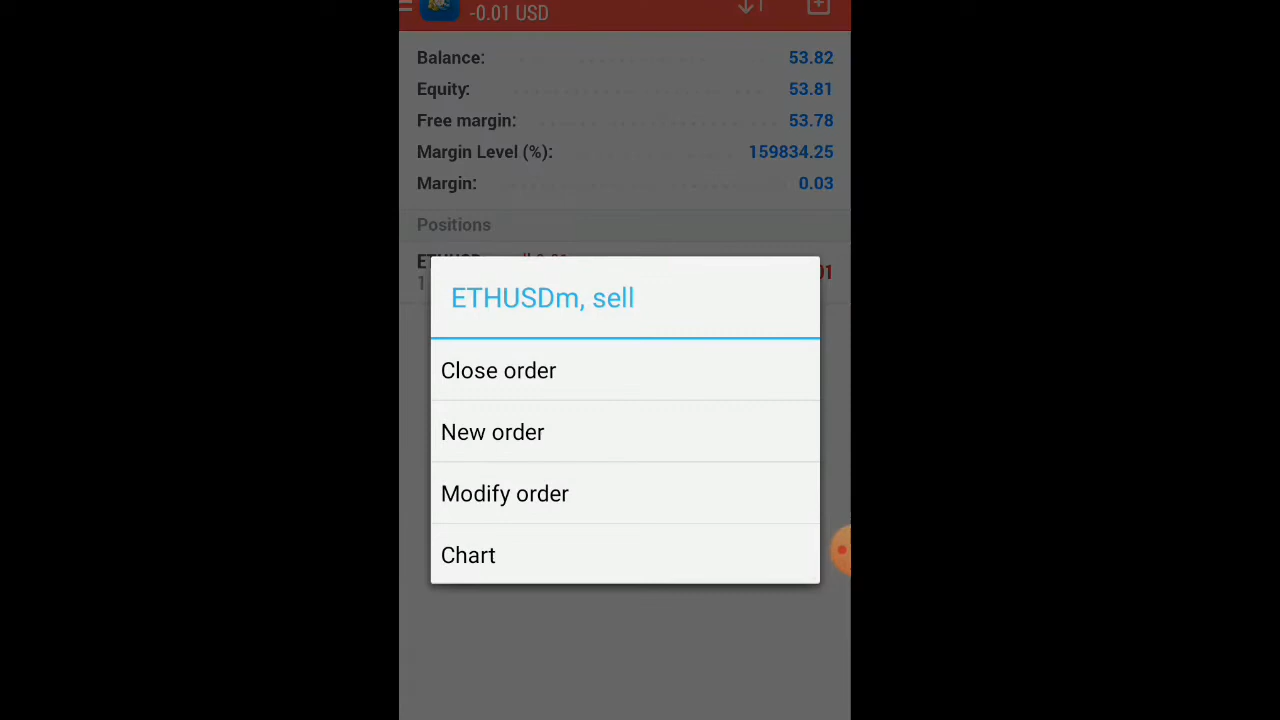 -0.01 USD
Balance: 53.82
Equity: 53.81
Free margin: 53.78
Margin Level (%): 159834.25
Margin: 0.03
Positions
ETHUSDm, sell
Close order
New order
Modify order
Chart